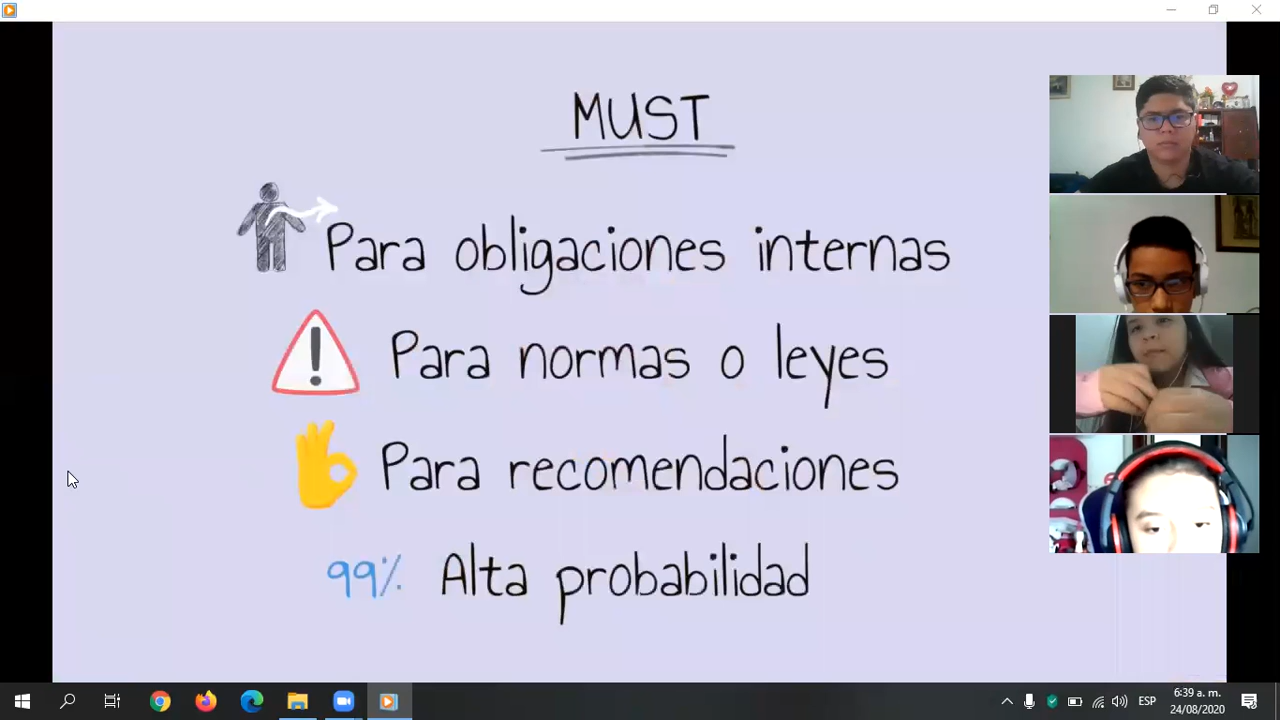 MUST
Para obligaciones internas
Para normas o leyes
Para recomendaciones
99% Alta probabilidad
ESP
6:39 a. m.
24/08/2020